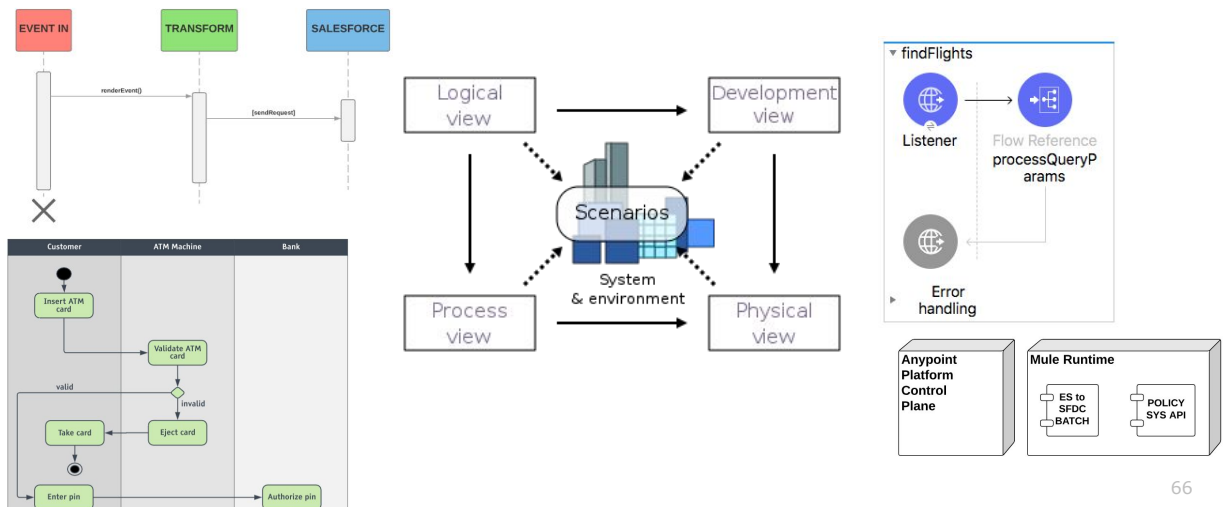 EVENT IN
TRANSFORM
SALESFORCE
renderEvent()
[sendRequest]
Customer
ATM Machine
Bank
Insert ATM
card
Validate ATM
card
valid
invalid
Take card
Eject card
Enter pin
Authorize pin
Logical
view
Development
view
Scenarios
System
& environment
Process
view
Physical
view
findFlights
Listener
Flow Reference
processQueryP
arams
Error
handling
Anypoint
Platform
Control
Plane
Mule Runtime
ES to
SFDC
BATCH
POLICY
SYS API
66